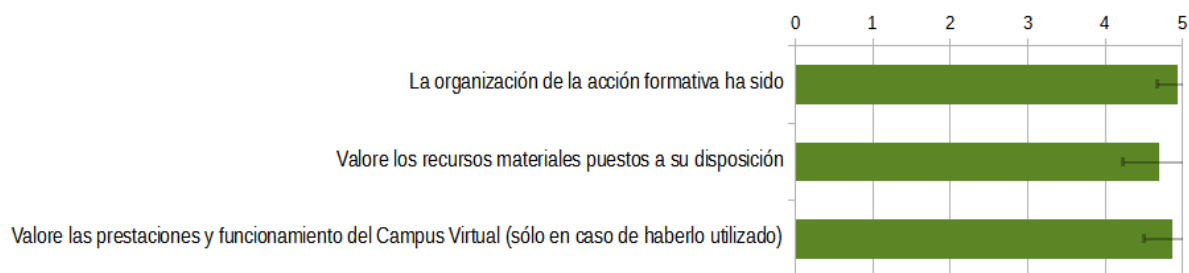 0 1 2 3 4 5
La organización de la acción formativa ha sido
Valore los recursos materiales puestos a su disposición
Valore las prestaciones y funcionamiento del Campus Virtual (sólo en caso de haberlo utilizado)